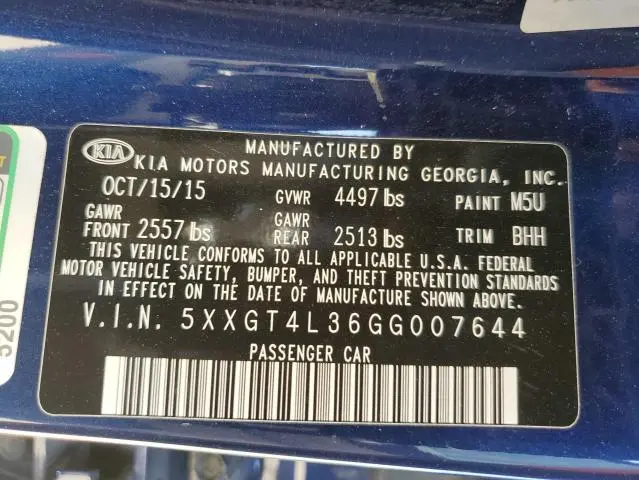 MANUFACTURED BY
KIA KIA MOTORS MANUFACTURING GEORGIA, INC.
OCT/15/15 GVWR 4497 lbs PAINT M5U
GAWR FRONT 2557 lbs GAWR REAR 2513 lbs TRIM BHH
THIS VEHICLE CONFORMS TO ALL APPLICABLE U.S.A. FEDERAL
MOTOR VEHICLE SAFETY, BUMPER, AND THEFT PREVENTION STANDARDS
IN EFFECT ON THE DATE OF MANUFACTURE SHOWN ABOVE.
V.I.N. 5XXGT4L36GG007644
PASSENGER CAR
5200